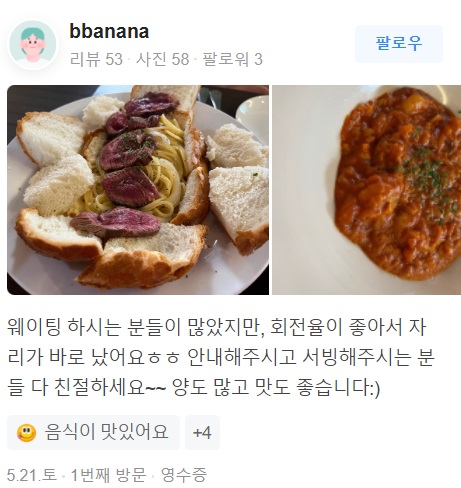 bbanana
리뷰 53 · 사진 58 · 팔로워 3
팔로우
웨이팅 하시는 분들이 많았지만, 회전율이 좋아서 자
리가 바로 났어요ㅎㅎ 안내해주시고 서빙해주시는 분
들 다 친절하세요~~ 양도 많고 맛도 좋습니다:)
음식이 맛있어요
+4
5.21.토 · 1번째 방문 · 영수증